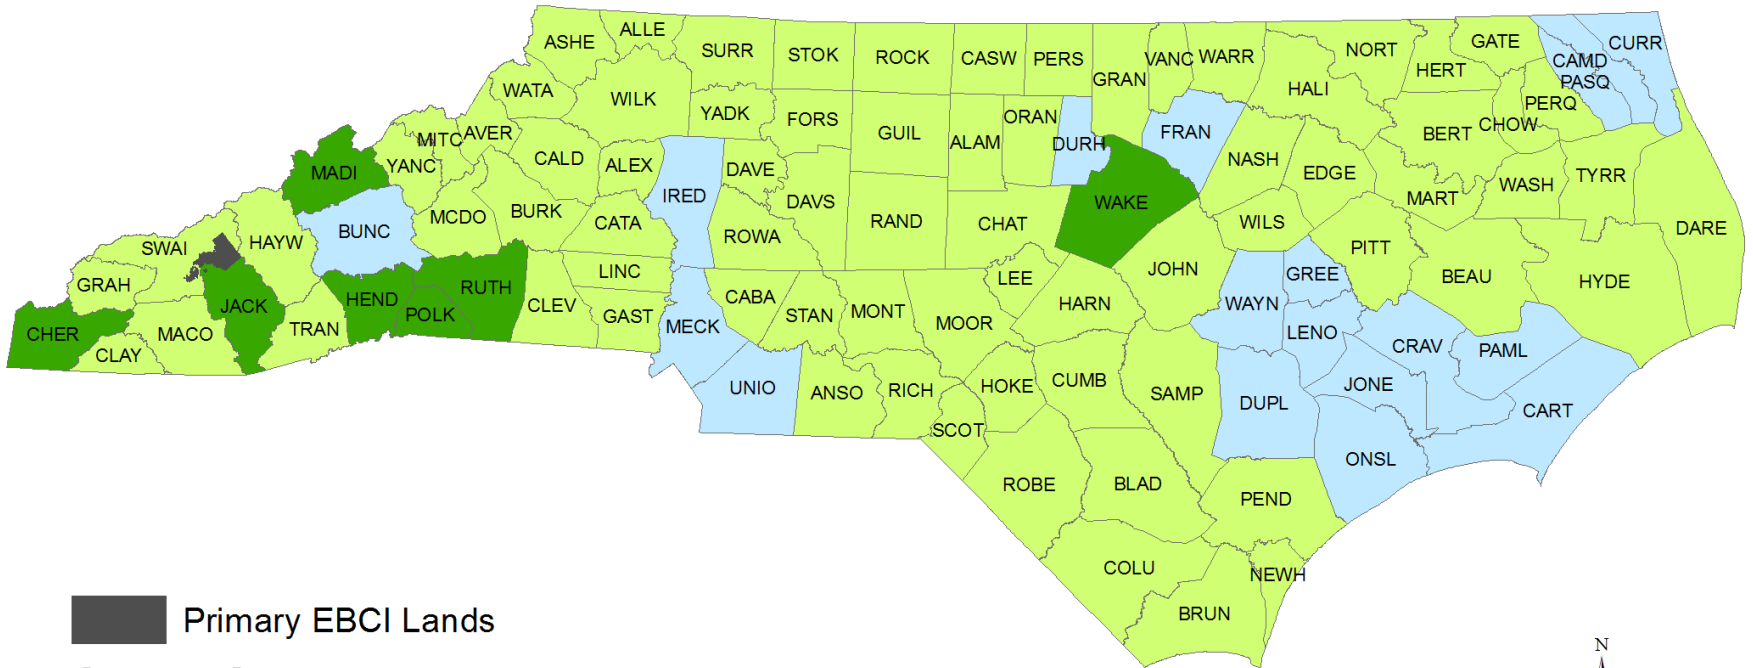 ASHE
ALLE
SURR
STOK
ROCK
CASW
PERS
GRAN
VANC
WARR
NORT
HERT
GATE
CAMD
PASQ
CURR
WATA
WILK
YADK
FORS
GUIL
ALAM
ORAN
DURH
FRAN
HALI
BERT
CHOW
PERQ
MADI
YANC
MITC
AVER
CALD
ALEX
IRED
DAVE
DAVS
RAND
CHAT
WAKE
NASH
EDGE
MART
WASH
TYRR
DARE
SWAI
HAYW
BUNC
MCDO
BURK
CATA
ROWA
WILS
PITT
BEAU
HYDE
GRAH
JACK
HEND
POLK
RUTH
CLEV
LINC
GAST
CABA
STAN
MONT
MOOR
LEE
HARN
JOHN
WAYN
GREE
LENO
CRAV
PAML
CHER
CLAY
MACO
TRAN
MECK
UNIO
ANSO
RICH
SCOT
HOKE
CUMB
SAMP
DUPL
JONE
CART
ONSL
ROBE
BLAD
PEND
COLU
BRUN
NEWH
Primary EBCI Lands
N